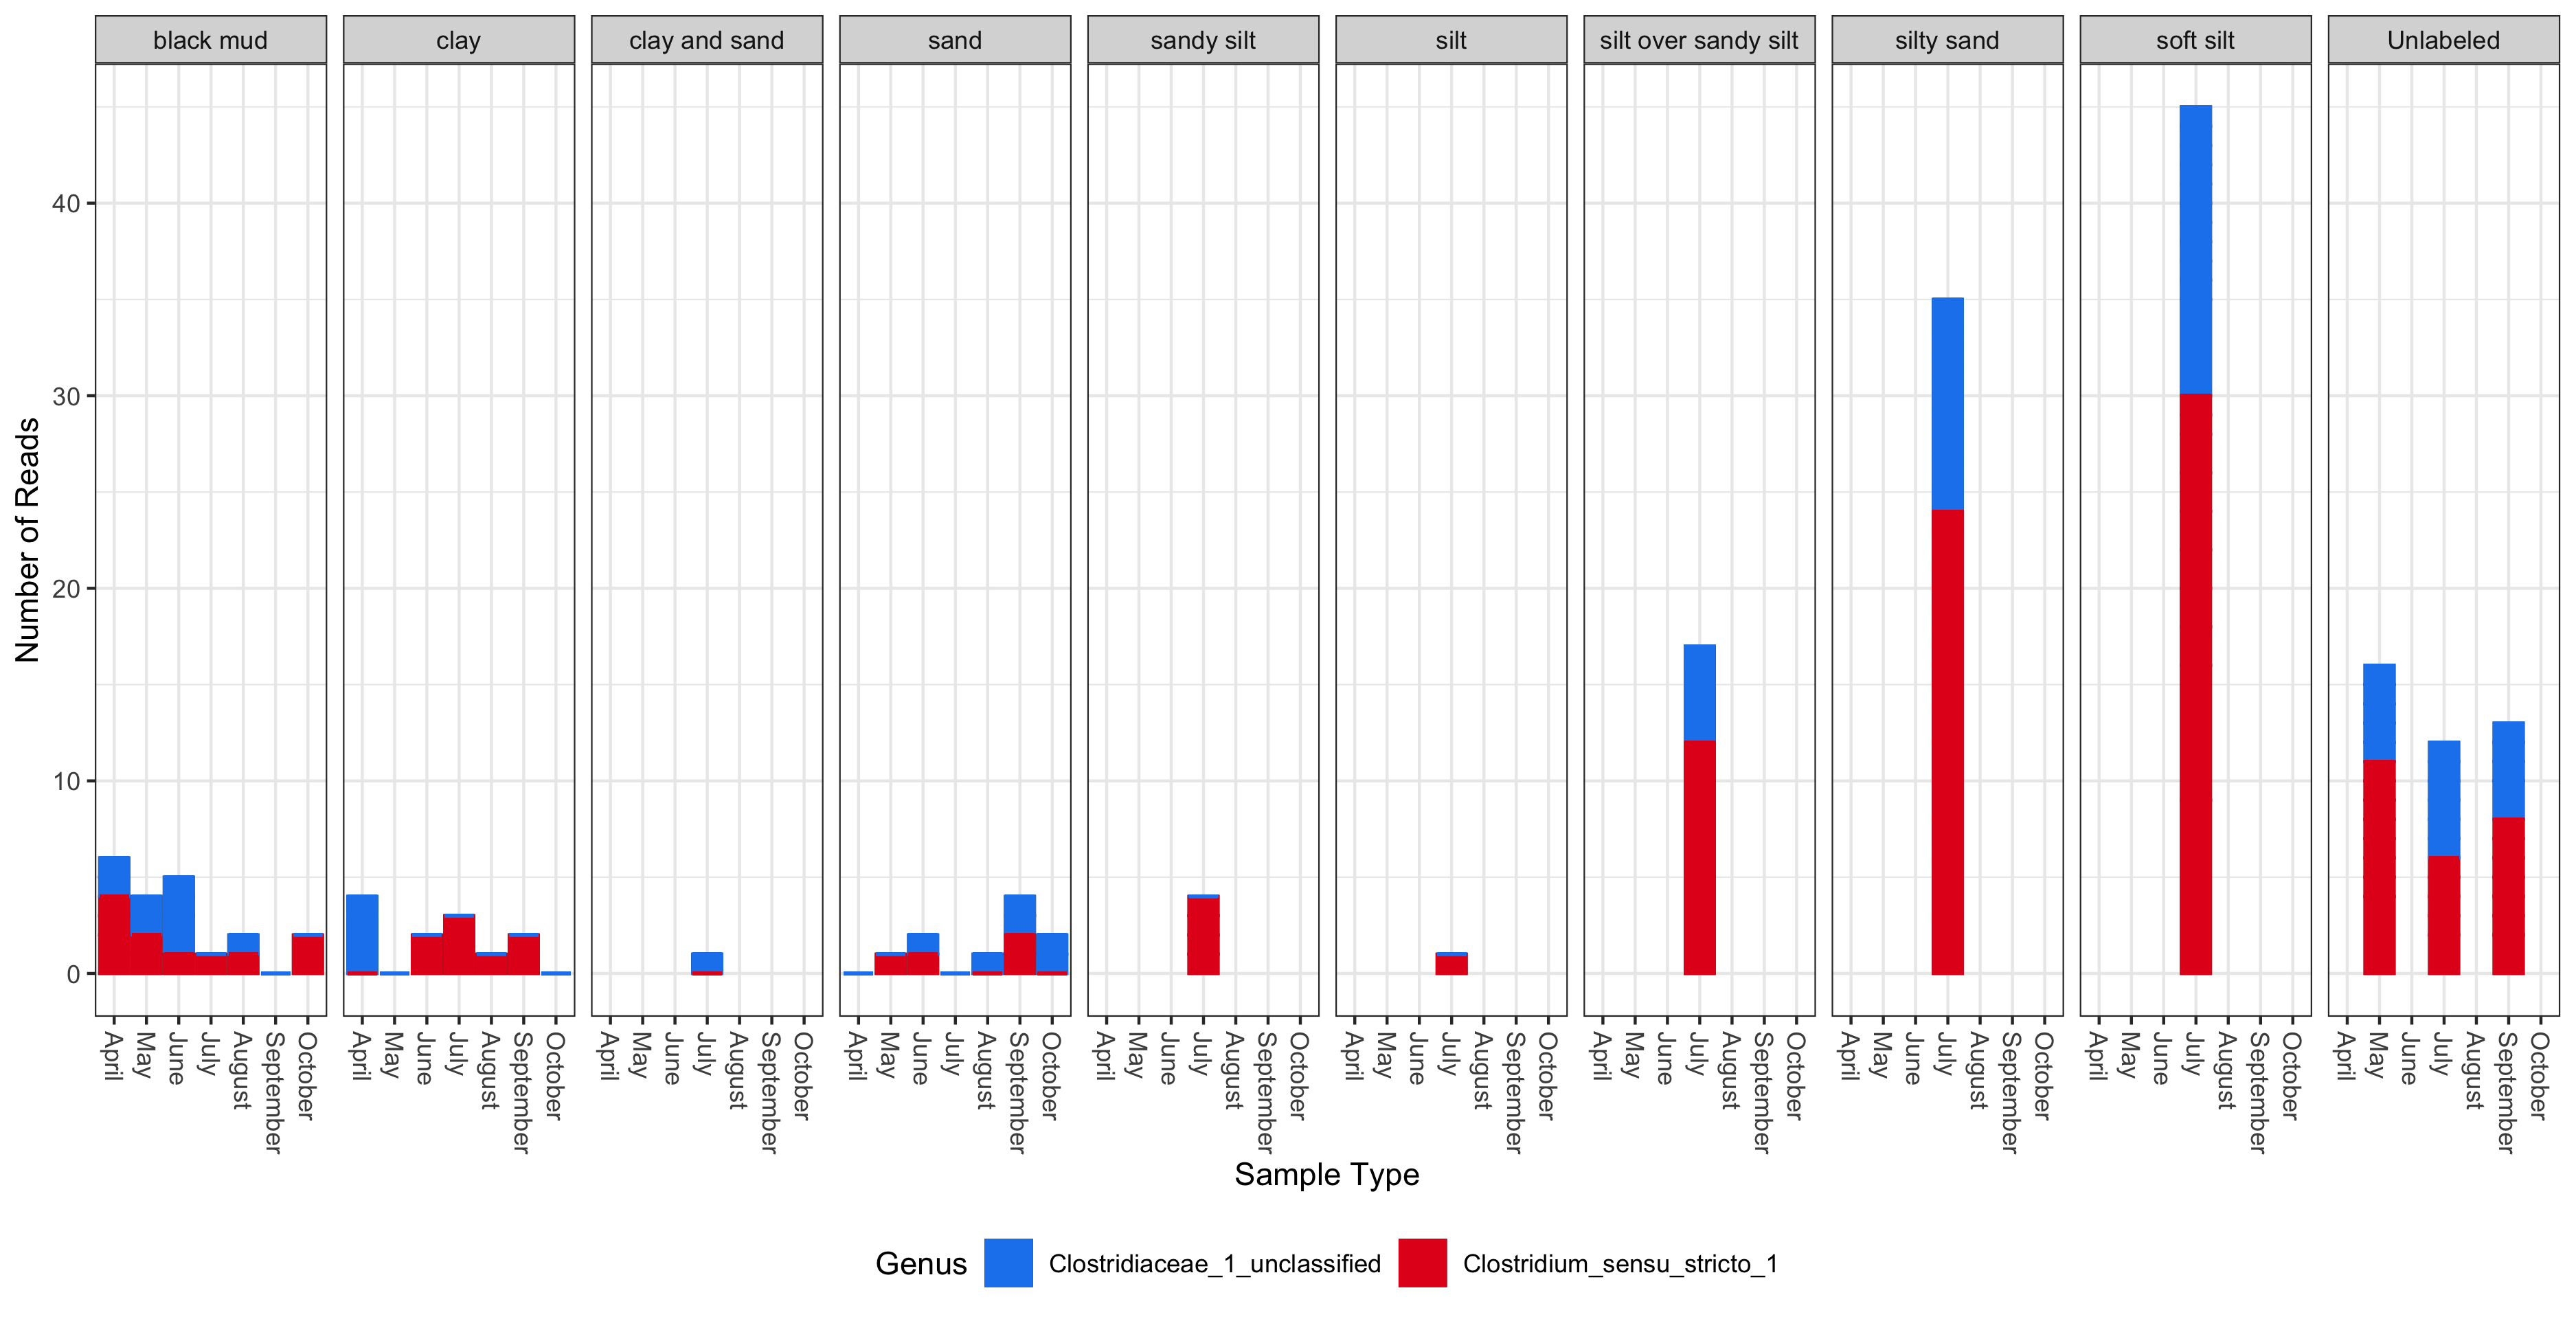 black mud clay clay and sand sand sandy silt silt silt over sandy silt silty sand soft silt Unlabeled
Number of Reads
40
30
20
10
0
April May June July August September October April May June July August September October April May June July August September October April May June July August September October April May June July August September October April May June July August September October April May June July August September October April May June July August September October April May June July August September October April May June July August September October
Sample Type
Genus Clostridiaceae_1_unclassified Clostridium_sensu_stricto_1